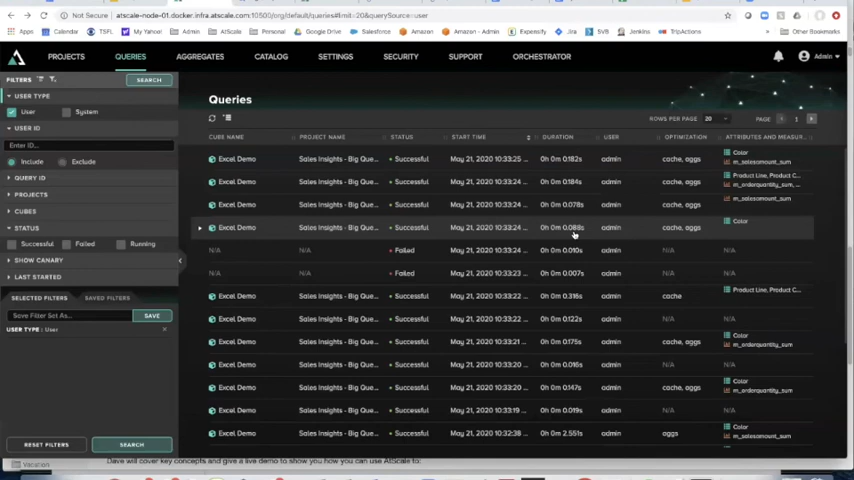 Not Secure | atscale-node-01.docker.infra.atscale.com:10500/org/default/queries#limit=20&querySource=user
Apps Calendar TSFL My Yahoo! Admin AtScale Personal Google Drive Salesforce Amazon Amazon - Admin Expensify SVB Jenkins TripActions » Other Bookmarks
PROJECTS QUERIES AGGREGATES CATALOG SETTINGS SECURITY SUPPORT ORCHESTRATOR Admin
FILTERS SEARCH
USER TYPE
User System
USER ID
Enter ID...
Include Exclude
QUERY ID
PROJECTS
CUBES
STATUS
Successful Failed Running
SHOW CANARY
LAST STARTED
SELECTED FILTERS SAVED FILTERS
Save Filter Set As... SAVE
USER TYPE : User ×
RESET FILTERS SEARCH
Queries
ROWS PER PAGE 20 PAGE 1
CUBE NAME PROJECT NAME STATUS START TIME DURATION USER OPTIMIZATION ATTRIBUTES AND MEASUR...
Excel Demo Sales Insights - Big Que... Successful May 21, 2020 10:33:25 ... 0h 0m 0.182s admin cache, aggs Color
m_salesamount_sum
Excel Demo Sales Insights - Big Que... Successful May 21, 2020 10:33:24 ... 0h 0m 0.184s admin cache, aggs Product Line, Product C...
m_orderquantity_sum, ...
Excel Demo Sales Insights - Big Que... Successful May 21, 2020 10:33:24 ... 0h 0m 0.078s admin cache, aggs m_salesamount_sum
Excel Demo Sales Insights - Big Que... Successful May 21, 2020 10:33:24 ... 0h 0m 0.088s admin cache, aggs Color
N/A N/A Failed May 21, 2020 10:33:24 ... 0h 0m 0.010s admin N/A N/A
N/A N/A Failed May 21, 2020 10:33:23 ... 0h 0m 0.007s admin N/A N/A
Excel Demo Sales Insights - Big Que... Successful May 21, 2020 10:33:22 ... 0h 0m 0.316s admin cache Product Line, Product C...
Excel Demo Sales Insights - Big Que... Successful May 21, 2020 10:33:22 ... 0h 0m 0.122s admin N/A N/A
Excel Demo Sales Insights - Big Que... Successful May 21, 2020 10:33:21 ... 0h 0m 0.175s admin cache, aggs Color
m_orderquantity_sum
Excel Demo Sales Insights - Big Que... Successful May 21, 2020 10:33:20 ... 0h 0m 0.016s admin N/A N/A
Excel Demo Sales Insights - Big Que... Successful May 21, 2020 10:33:20 ... 0h 0m 0.147s admin cache, aggs Color
m_orderquantity_sum
Excel Demo Sales Insights - Big Que... Successful May 21, 2020 10:33:19 ... 0h 0m 0.019s admin N/A N/A
Excel Demo Sales Insights - Big Que... Successful May 21, 2020 10:32:38 ... 0h 0m 2.551s admin aggs Color
m_salesamount_sum
Vacation
Dave will cover key concepts and give a live demo to show you how you can use AtScale to: